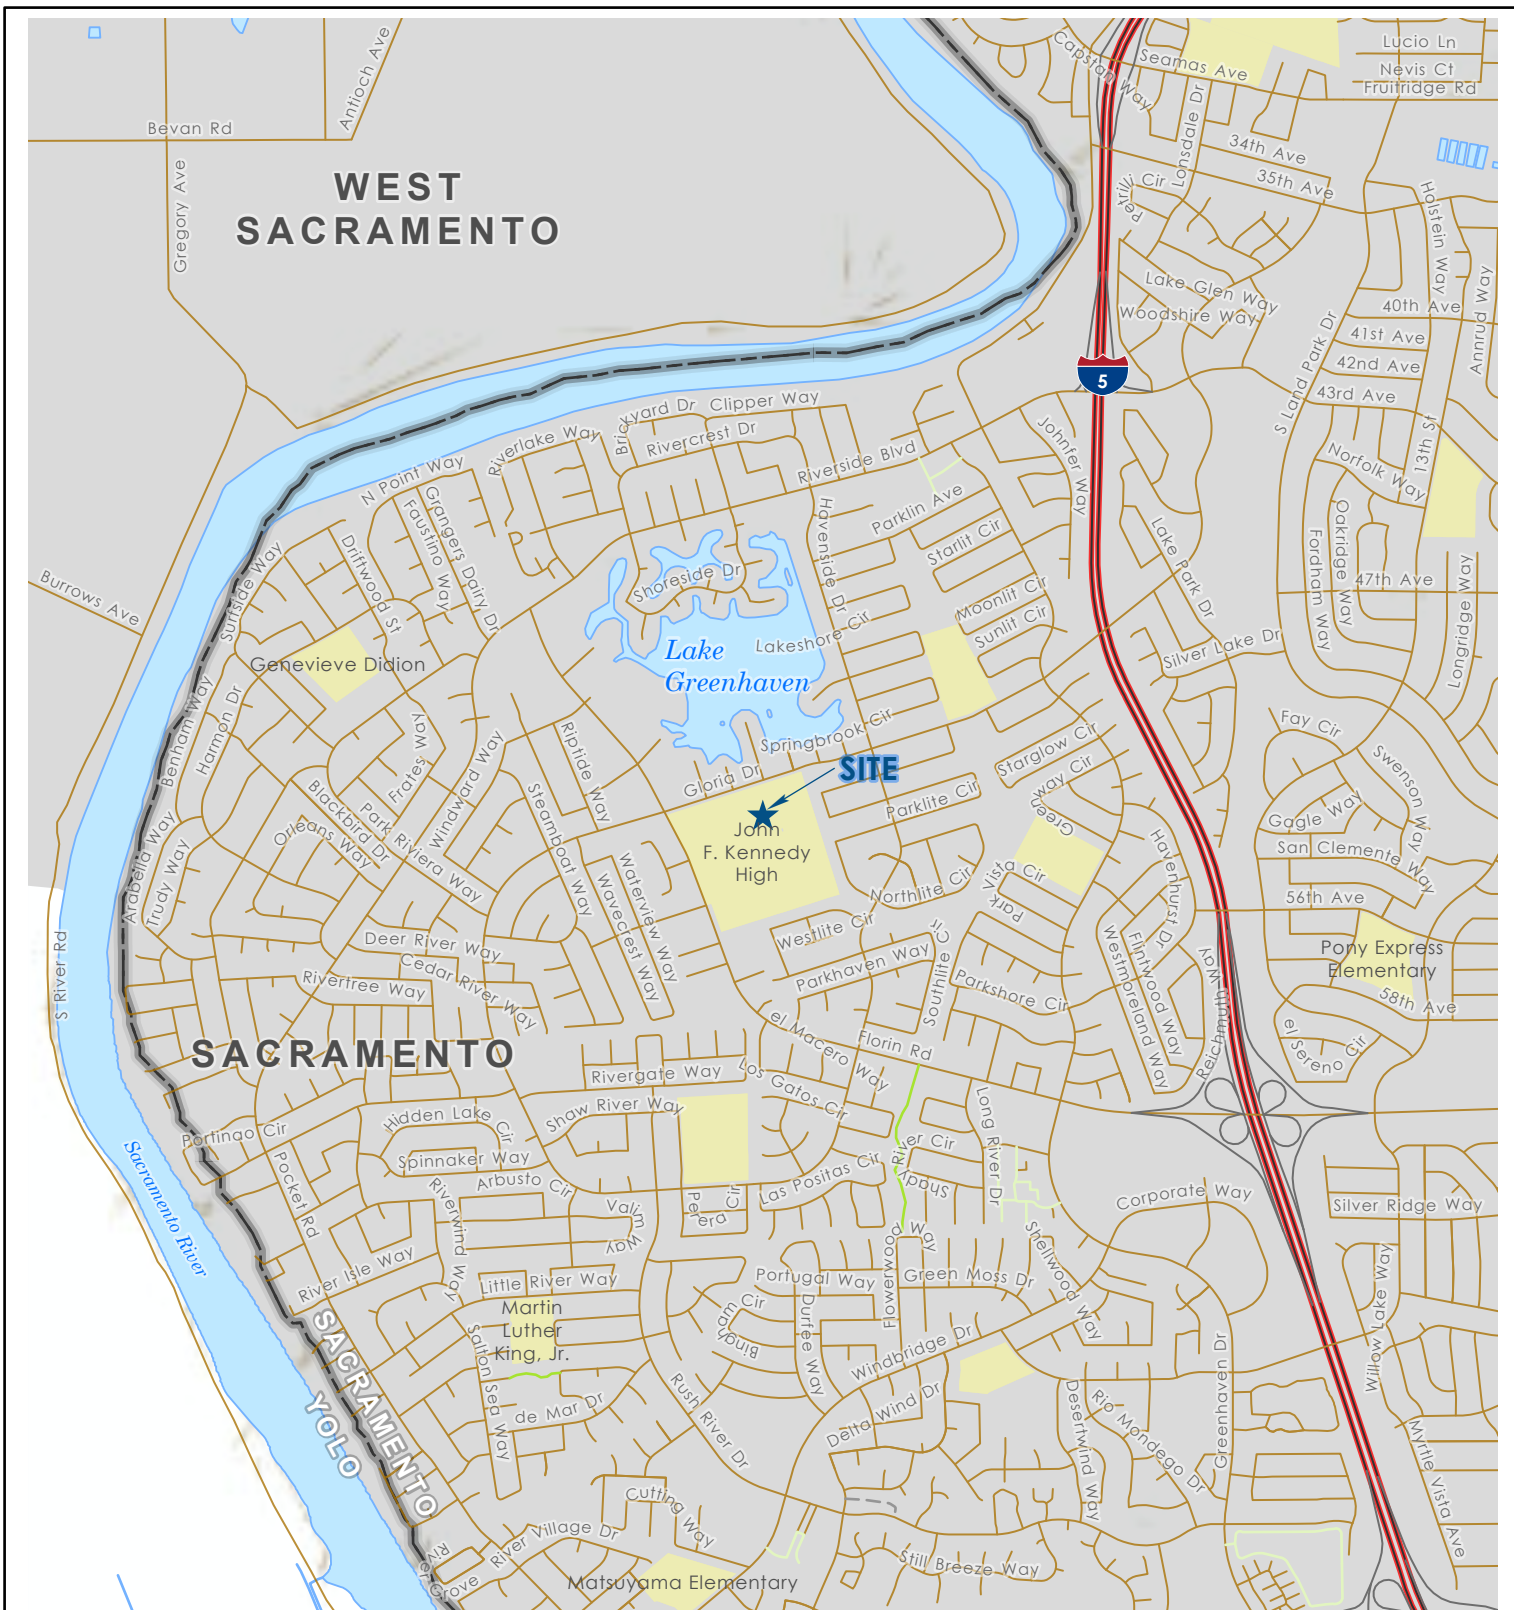 Capstan Way
Seamas Ave
Lucio Ln
Nevis Ct
Fruitridge Rd
Antioch Ave
Bevan Rd
Gregory Ave
WEST
SACRAMENTO
Lonsdale Dr
34th Ave
35th Ave
Petrilli Cir
Holstein Way
Lake Glen Way
Woodshire Way
40th Ave
41st Ave
42nd Ave
43rd Ave
Annrud Way
S Land Park Dr
5
13th St
Norfolk Way
Johnfer Way
Brickyard Dr
Clipper Way
Rivercrest Dr
Riverlake Way
Riverside Blvd
N Point Way
Grangers Dairy Dr
Faustino Way
Driftwood St
Havenside Dr
Parklin Ave
Starlit Cir
Moonlit Cir
Sunlit Cir
Lake Park Dr
Fordham Way
Oakridge Way
47th Ave
Longridge Way
Silver Lake Dr
Burrows Ave
Surfside Way
Shoreside Dr
Lakeshore Cir
Lake
Greenhaven
Genevieve Didion
Benham Way
Harmon Dr
Frates Way
Windward Way
Riptide Way
Springbrook Cir
Gloria Dr
SITE
Starglow Cir
Greenway Cir
Parklite Cir
Fay Cir
Swenson Way
Gagle Way
San Clemente Way
56th Ave
John
F. Kennedy
High
Steamboat Way
Blackbird Dr
Park Riviera Way
Orleans Way
Arabella Way
Trudy Way
Waterview Way
Wavecrest Way
Northlite Cir
Park Vista Cir
Westlite Cir
Southlite Cir
Parkhaven Way
Parkshore Cir
Havenhurst Dr
Flintwood Way
Westmoreland Way
Reichmuth Way
Pony Express
Elementary
58th Ave
el Sereno Cir
Deer River Way
Cedar River Way
Rivertree Way
S River Rd
SACRAMENTO
el Macero Way
Florin Rd
Rivergate Way
Los Gatos Cir
Shaw River Way
Hidden Lake Cir
Long River Dr
Shady River Cir
Portinao Cir
Spinnaker Way
Arbusto Cir
Las Positas Cir
Perera Cir
Valim Way
Pocket Rd
Riverwind Way
Sacramento River
Corporate Way
Silver Ridge Way
Shellwood Way
Flowerwood Way
River Isle Way
Little River Way
Portugal Way
Green Moss Dr
Willow Lake Way
Martin
Luther
King, Jr.
Bingham Cir
Durfee Way
Windbridge Dr
Greenhaven Dr
Salton Sea Way
SACRAMENTO
YOLO
Rush River Dr
de Mar Dr
Delta Wind Dr
Desertwind Way
Rio Mondego Dr
Myrtle Vista Ave
Cutting Way
River Village Dr
Still Breeze Way
River Grove
Matsuyama Elementary